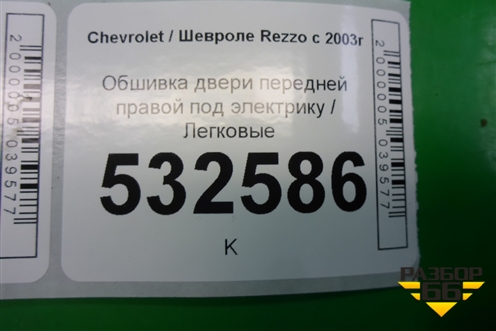 Chevrolet / Шевроле Rezzo с 2003г
Обшивка двери передней
правой под электрику /
Легковые
532586
К
2000005039577
2000005039577
РАЗБОР
66